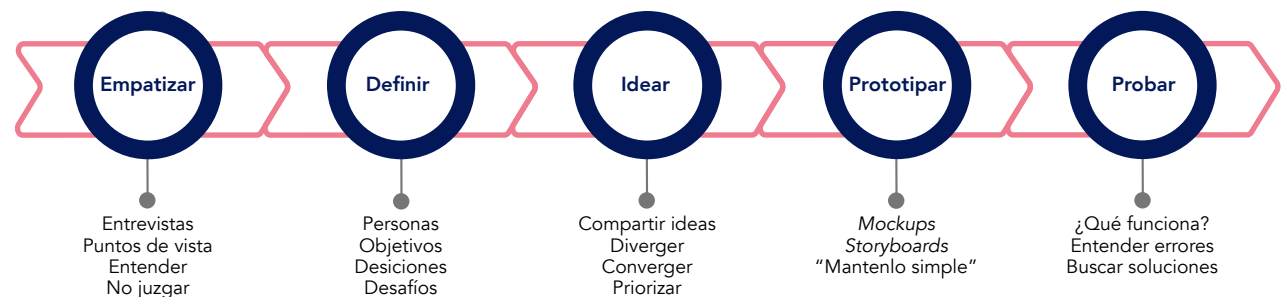 Empatizar
Entrevistas
Puntos de vista
Entender
No juzgar
Definir
Personas
Objetivos
Desiciones
Desafíos
Idear
Compartir ideas
Diverger
Converger
Priorizar
Prototipar
Mockups
Storyboards
“Mantenlo simple”
Probar
¿Qué funciona?
Entender errores
Buscar soluciones